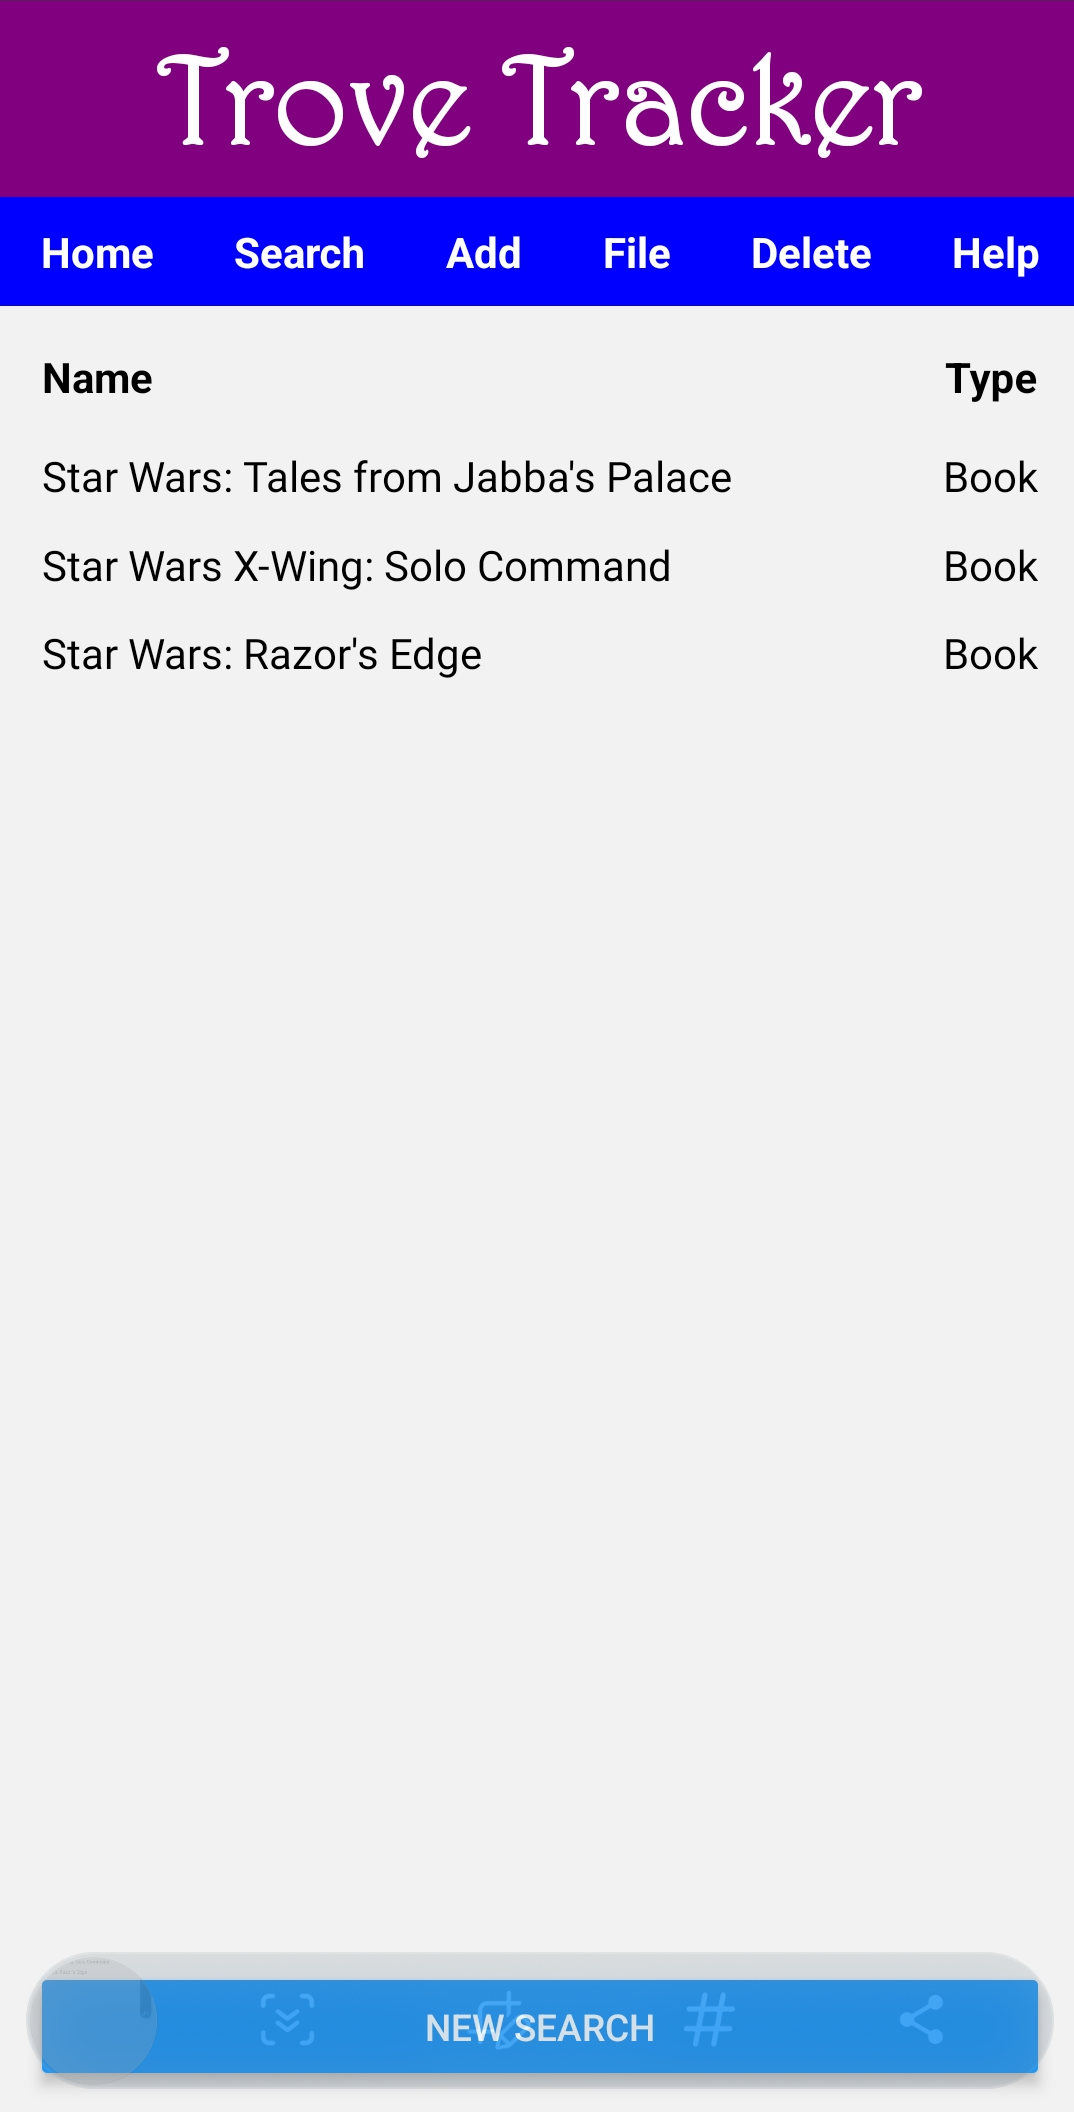 Trove Tracker
Home Search Add File Delete Help
Name Type
Star Wars: Tales from Jabba's Palace Book
Star Wars X-Wing: Solo Command Book
Star Wars: Razor's Edge Book
NEW SEARCH